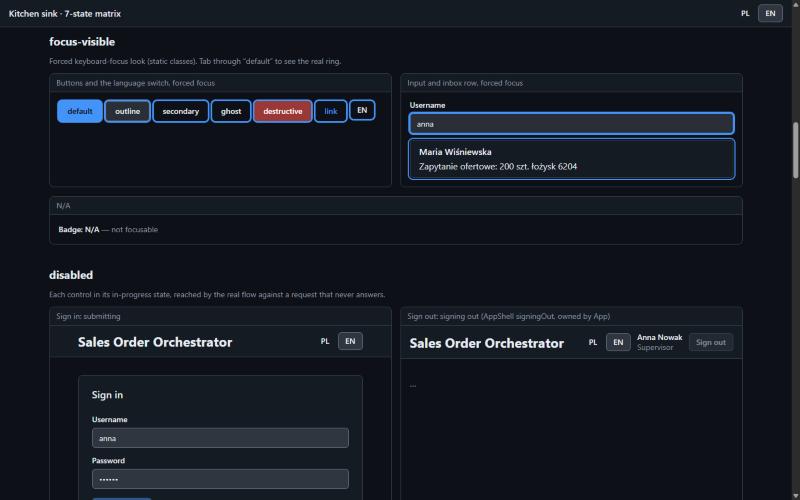 Kitchen sink · 7-state matrix
PL EN
focus-visible
Forced keyboard-focus look (static classes). Tab through "default" to see the real ring.
Buttons and the language switch, forced focus
default outline secondary ghost destructive link EN
Input and inbox row, forced focus
Username
anna
Maria Wiśniewska
Zapytanie ofertowe: 200 szt. łożysk 6204
N/A
Badge: N/A — not focusable
disabled
Each control in its in-progress state, reached by the real flow against a request that never answers.
Sign in: submitting
Sales Order Orchestrator
PL EN
Sign in
Username
anna
Password
••••••
Sign out: signing out (AppShell signingOut, owned by App)
Sales Order Orchestrator
PL EN
Anna Nowak
Supervisor
Sign out
...